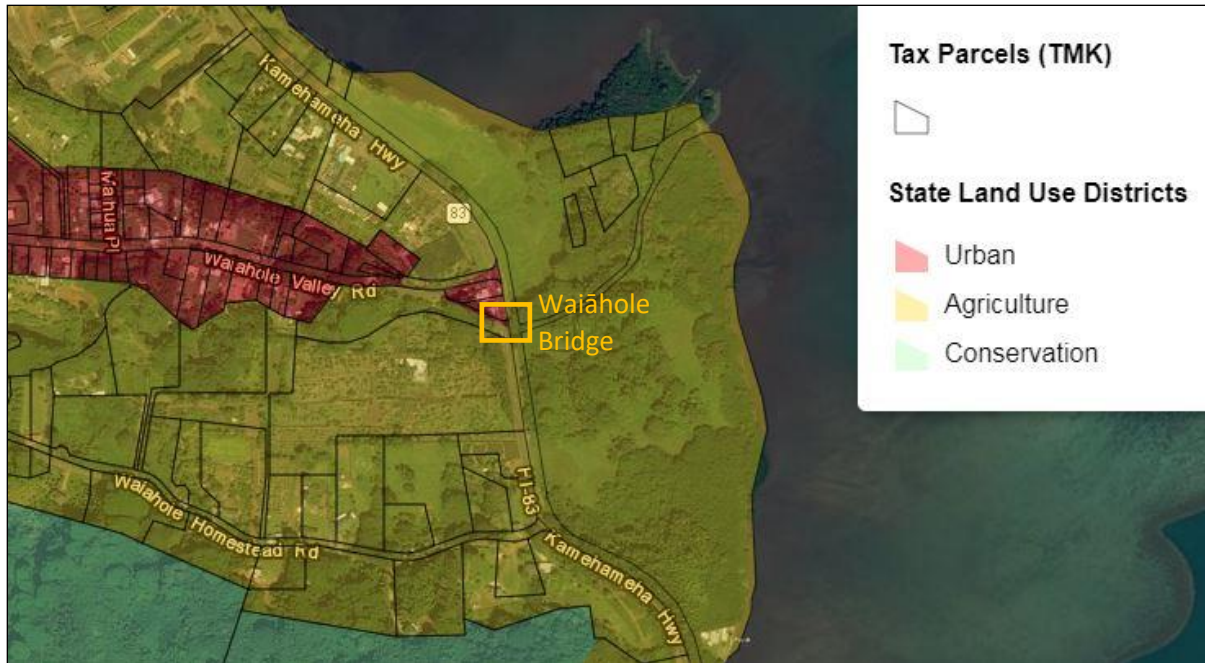 Tax Parcels (TMK)
State Land Use Districts
Urban
Agriculture
Conservation
Kamehameha Hwy
83
Mahua Pl
Waiahole Valley Rd
Waiāhole
Bridge
HI-83
Waiahole Homestead Rd
Kamehameha Hwy